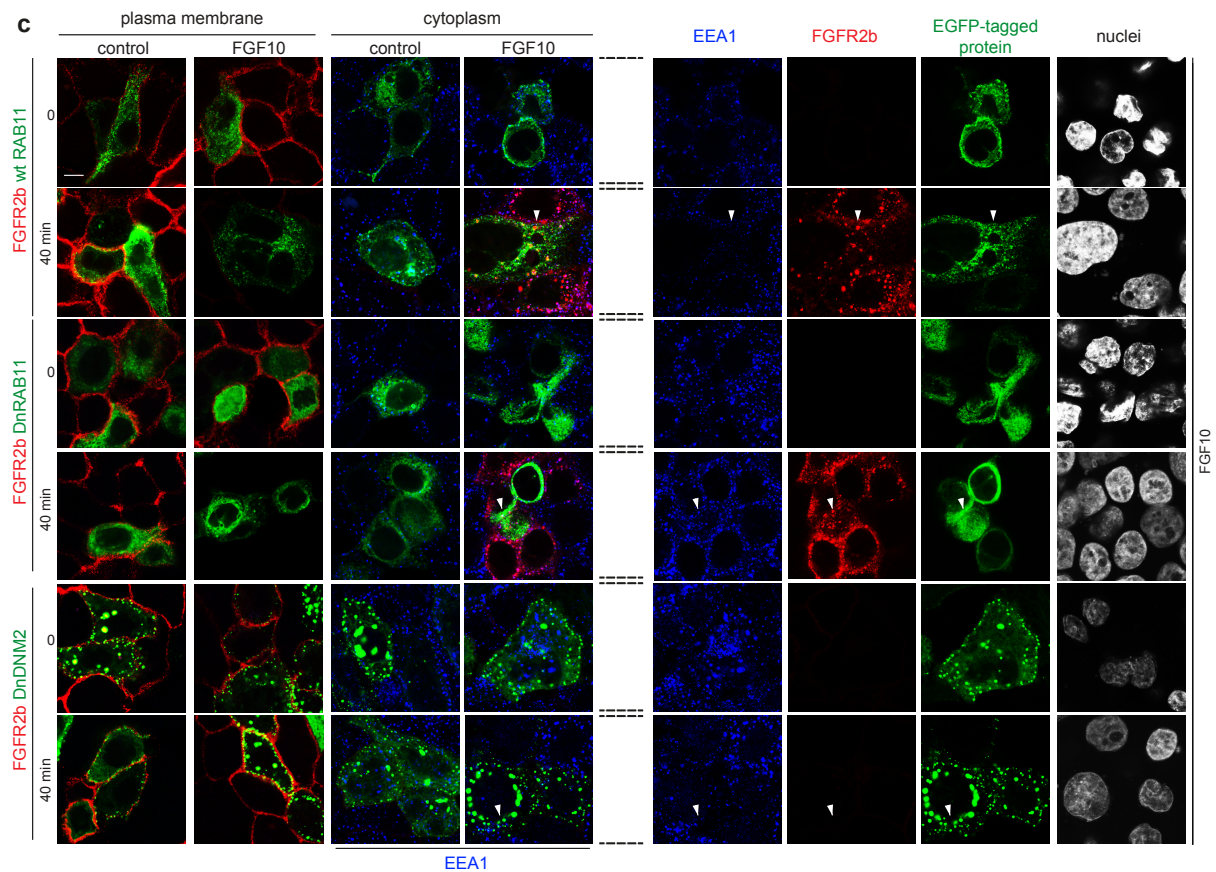 c
plasma membrane
cytoplasm
control
FGF10
control
FGF10
EEA1
FGFR2b
EGFP-tagged
protein
nuclei
FGFR2b wt RAB11
0
40 min
FGFR2b DnRAB11
0
40 min
FGFR2b DnDNM2
0
40 min
FGF10
EEA1